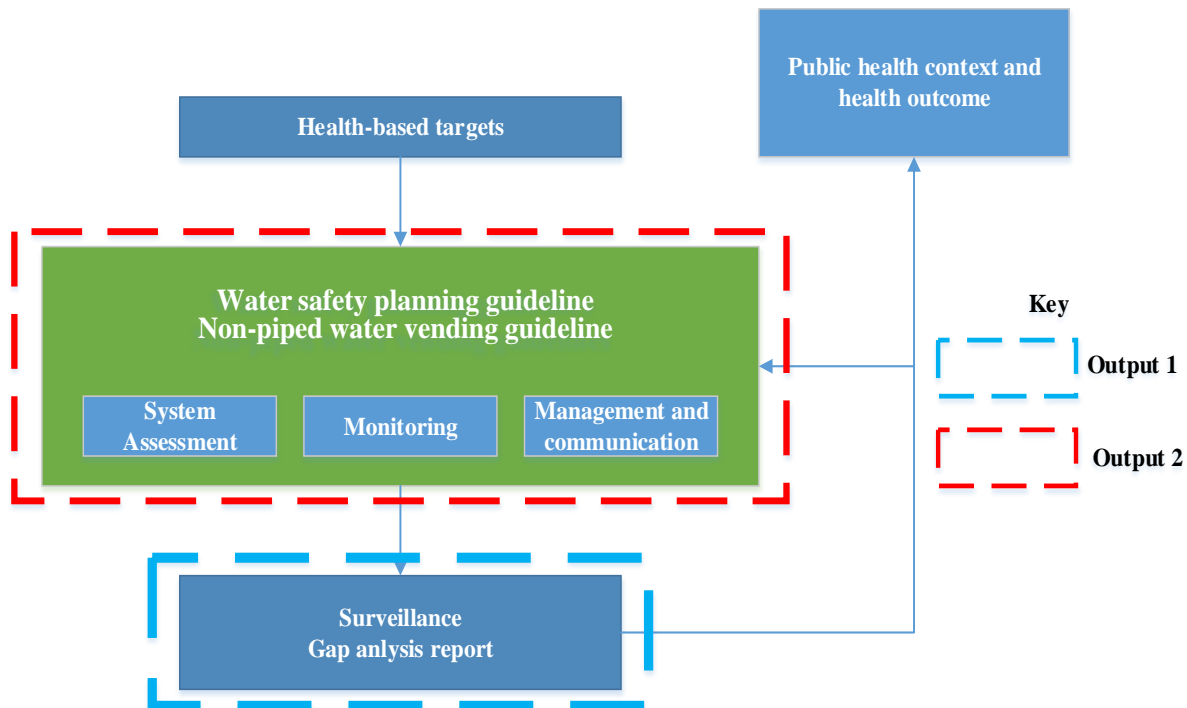 Public health context and
health outcome
Health-based targets
Water safety planning guideline
Non-piped water vending guideline
System
Assessment
Monitoring
Management and
communication
Key
Output 1
Output 2
Surveillance
Gap anlysis report